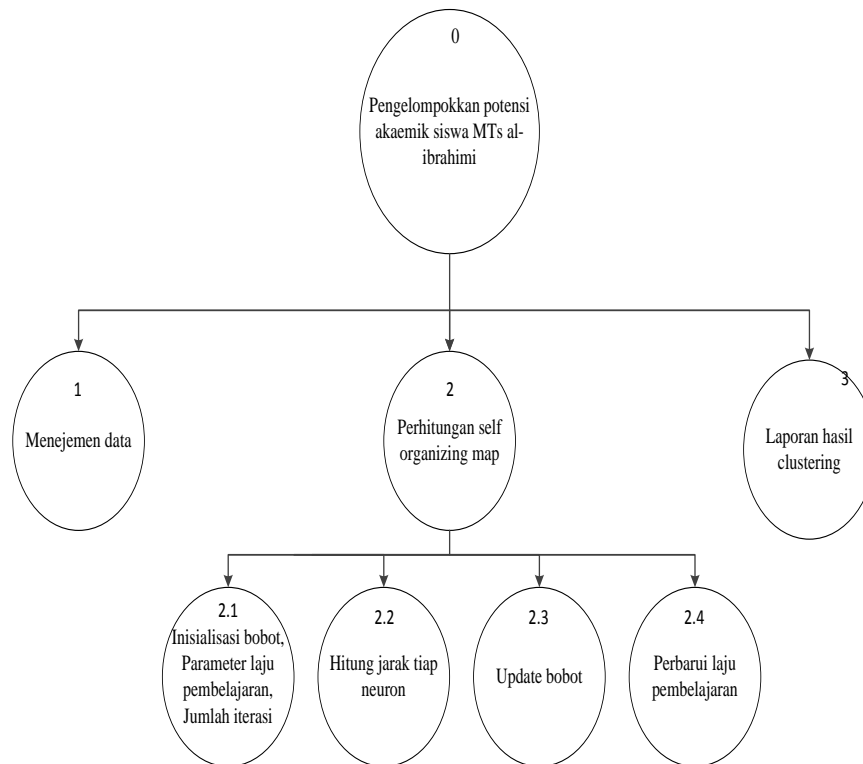 0
Pengelompokkan potensi
akaemik siswa MTs al-
ibrahimi
1
Menejemen data
2
Perhitungan self
organizing map
3
Laporan hasil
clustering
2.1
Inisialisasi bobot,
Parameter laju
pembelajaran,
Jumlah iterasi
2.2
Hitung jarak tiap
neuron
2.3
Update bobot
2.4
Perbarui laju
pembelajaran